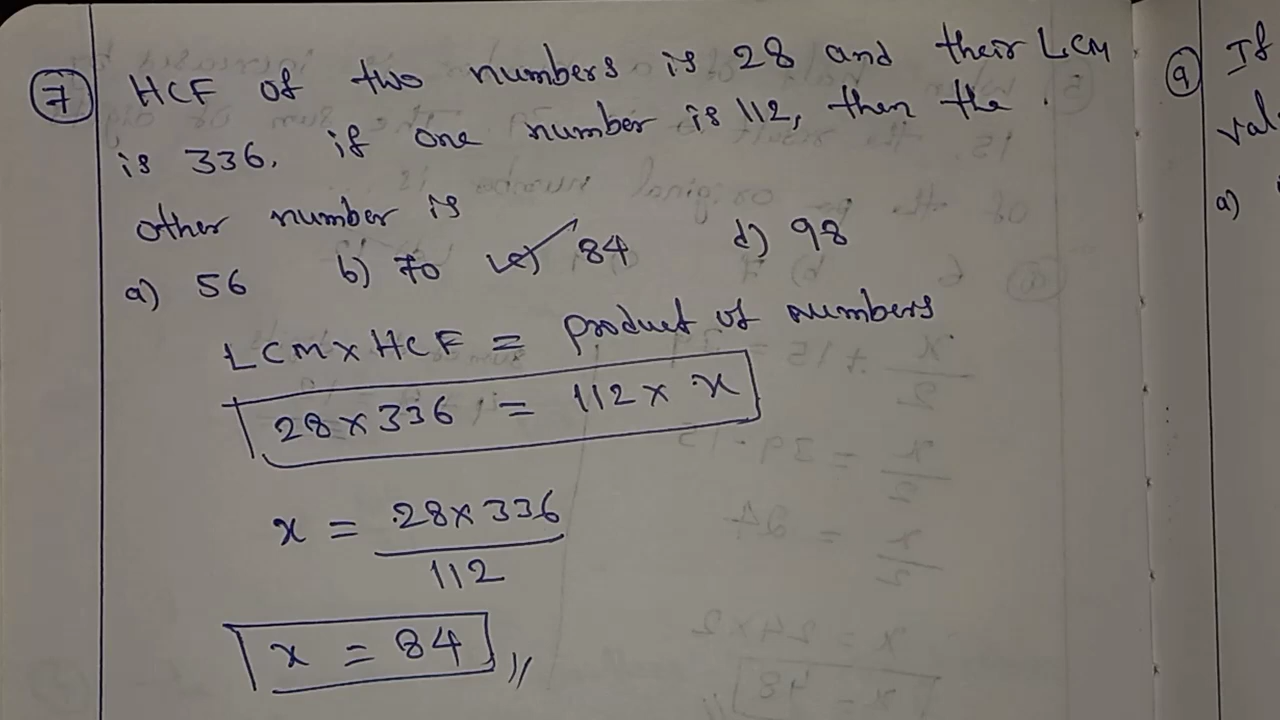 7 HCF of two numbers is 28 and their LCM
is 336. if one number is 112, then the
other number is
a) 56 b) 70 c) 84 d) 98
LCM x HCF = product of numbers
28 x 336 = 112 x x
x = 28 x 336
112
x = 84 //
9 If
a)